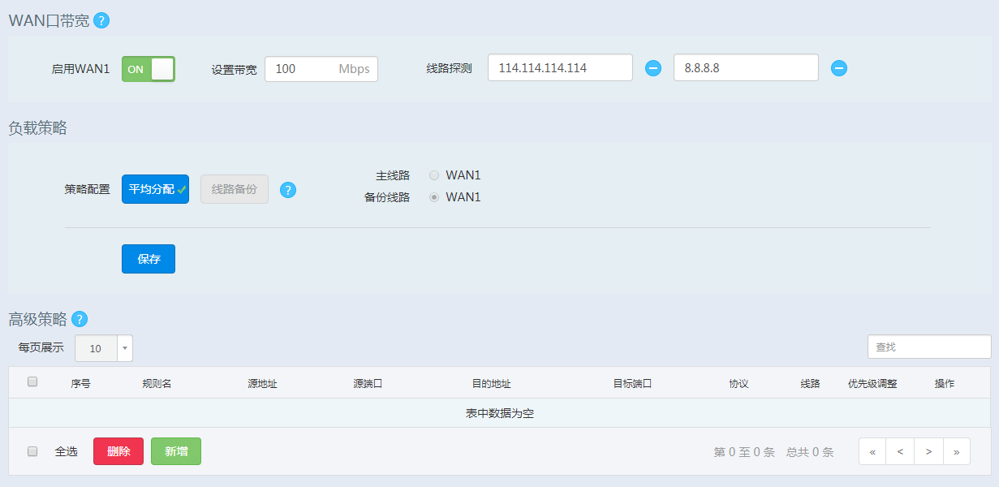 WAN口带宽 ?
启用WAN1 ON 设置带宽 100 Mbps 线路探测 114.114.114.114 8.8.8.8
负载策略
主线路 WAN1
策略配置 平均分配 线路备份 ?
备份线路 WAN1
保存
高级策略 ?
每页展示 10 查找
序号 规则名 源地址 源端口 目的地址 目标端口 协议 线路 优先级调整 操作
表中数据为空
全选 删除 新增 第 0 至 0 条 总共 0 条 « < > »